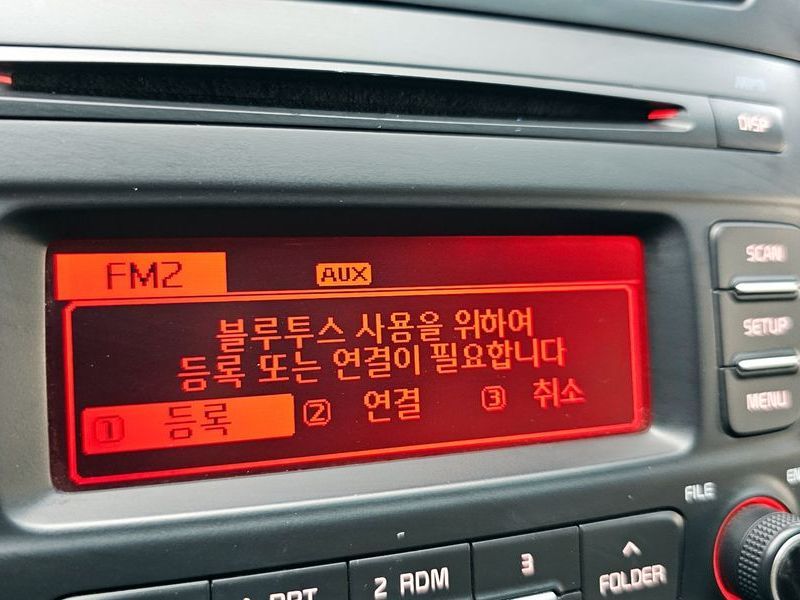 DISP
FM2 AUX
SCAN
블루투스 사용을 위하여
등록 또는 연결이 필요합니다
SETUP
1 등록 2 연결 3 취소
MENU
FILE
2 RDM
3
FOLDER